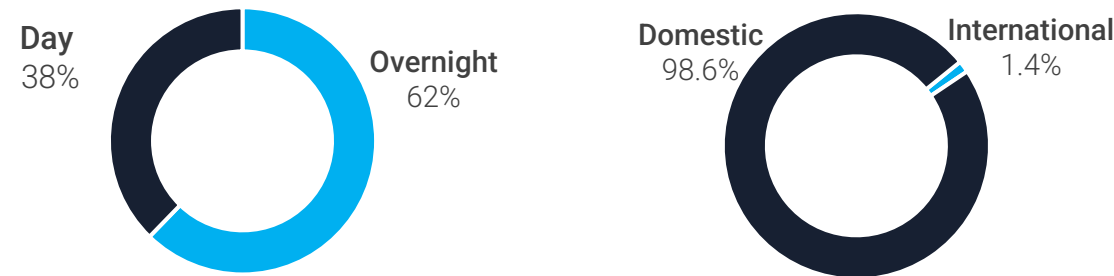 Day
38%
Overnight
62%
Domestic
98.6%
International
1.4%